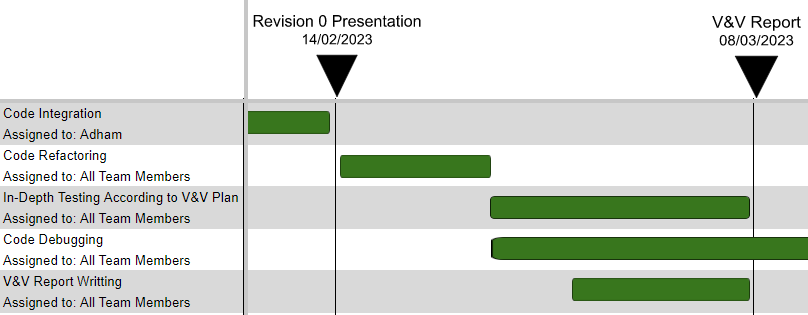 Revision 0 Presentation
14/02/2023
V&V Report
08/03/2023
Code Integration
Assigned to: Adham
Code Refactoring
Assigned to: All Team Members
In-Depth Testing According to V&V Plan
Assigned to: All Team Members
Code Debugging
Assigned to: All Team Members
V&V Report Writting
Assigned to: All Team Members